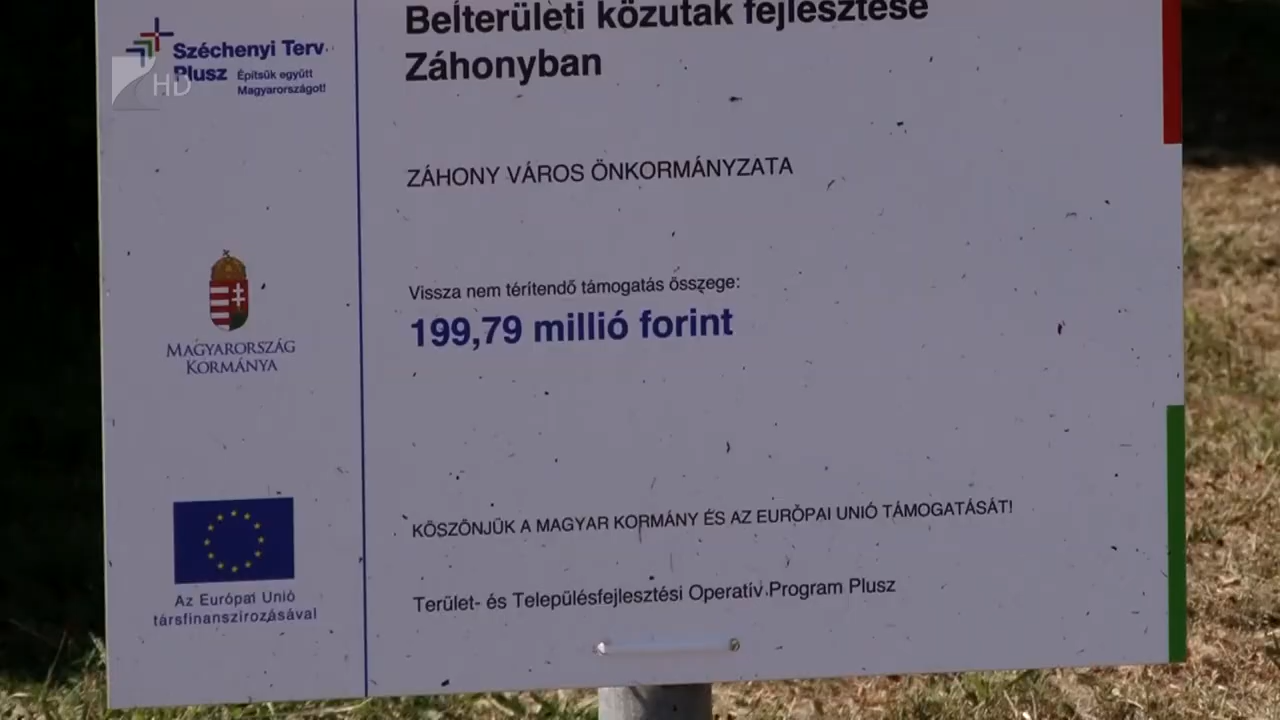 Széchenyi Terv
Plusz
Építsük együtt
Magyarországot!
HD
Belterületi közutak fejlesztése
Záhonyban
ZÁHONY VÁROS ÖNKORMÁNYZATA
Vissza nem térítendő támogatás összege:
199,79 millió forint
MAGYARORSZÁG
KORMÁNYA
KÖSZÖNJÜK A MAGYAR KORMÁNY ÉS AZ EURÓPAI UNIÓ TÁMOGATÁSÁT!
Az Európai Unió
társfinanszírozásával
Terület- és Településfejlesztési Operatív Program Plusz